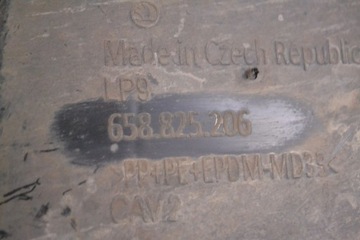 Made in Czech Republic
LP9
658.825.206
>PP+PE+EPDM-MD35<
CAV2